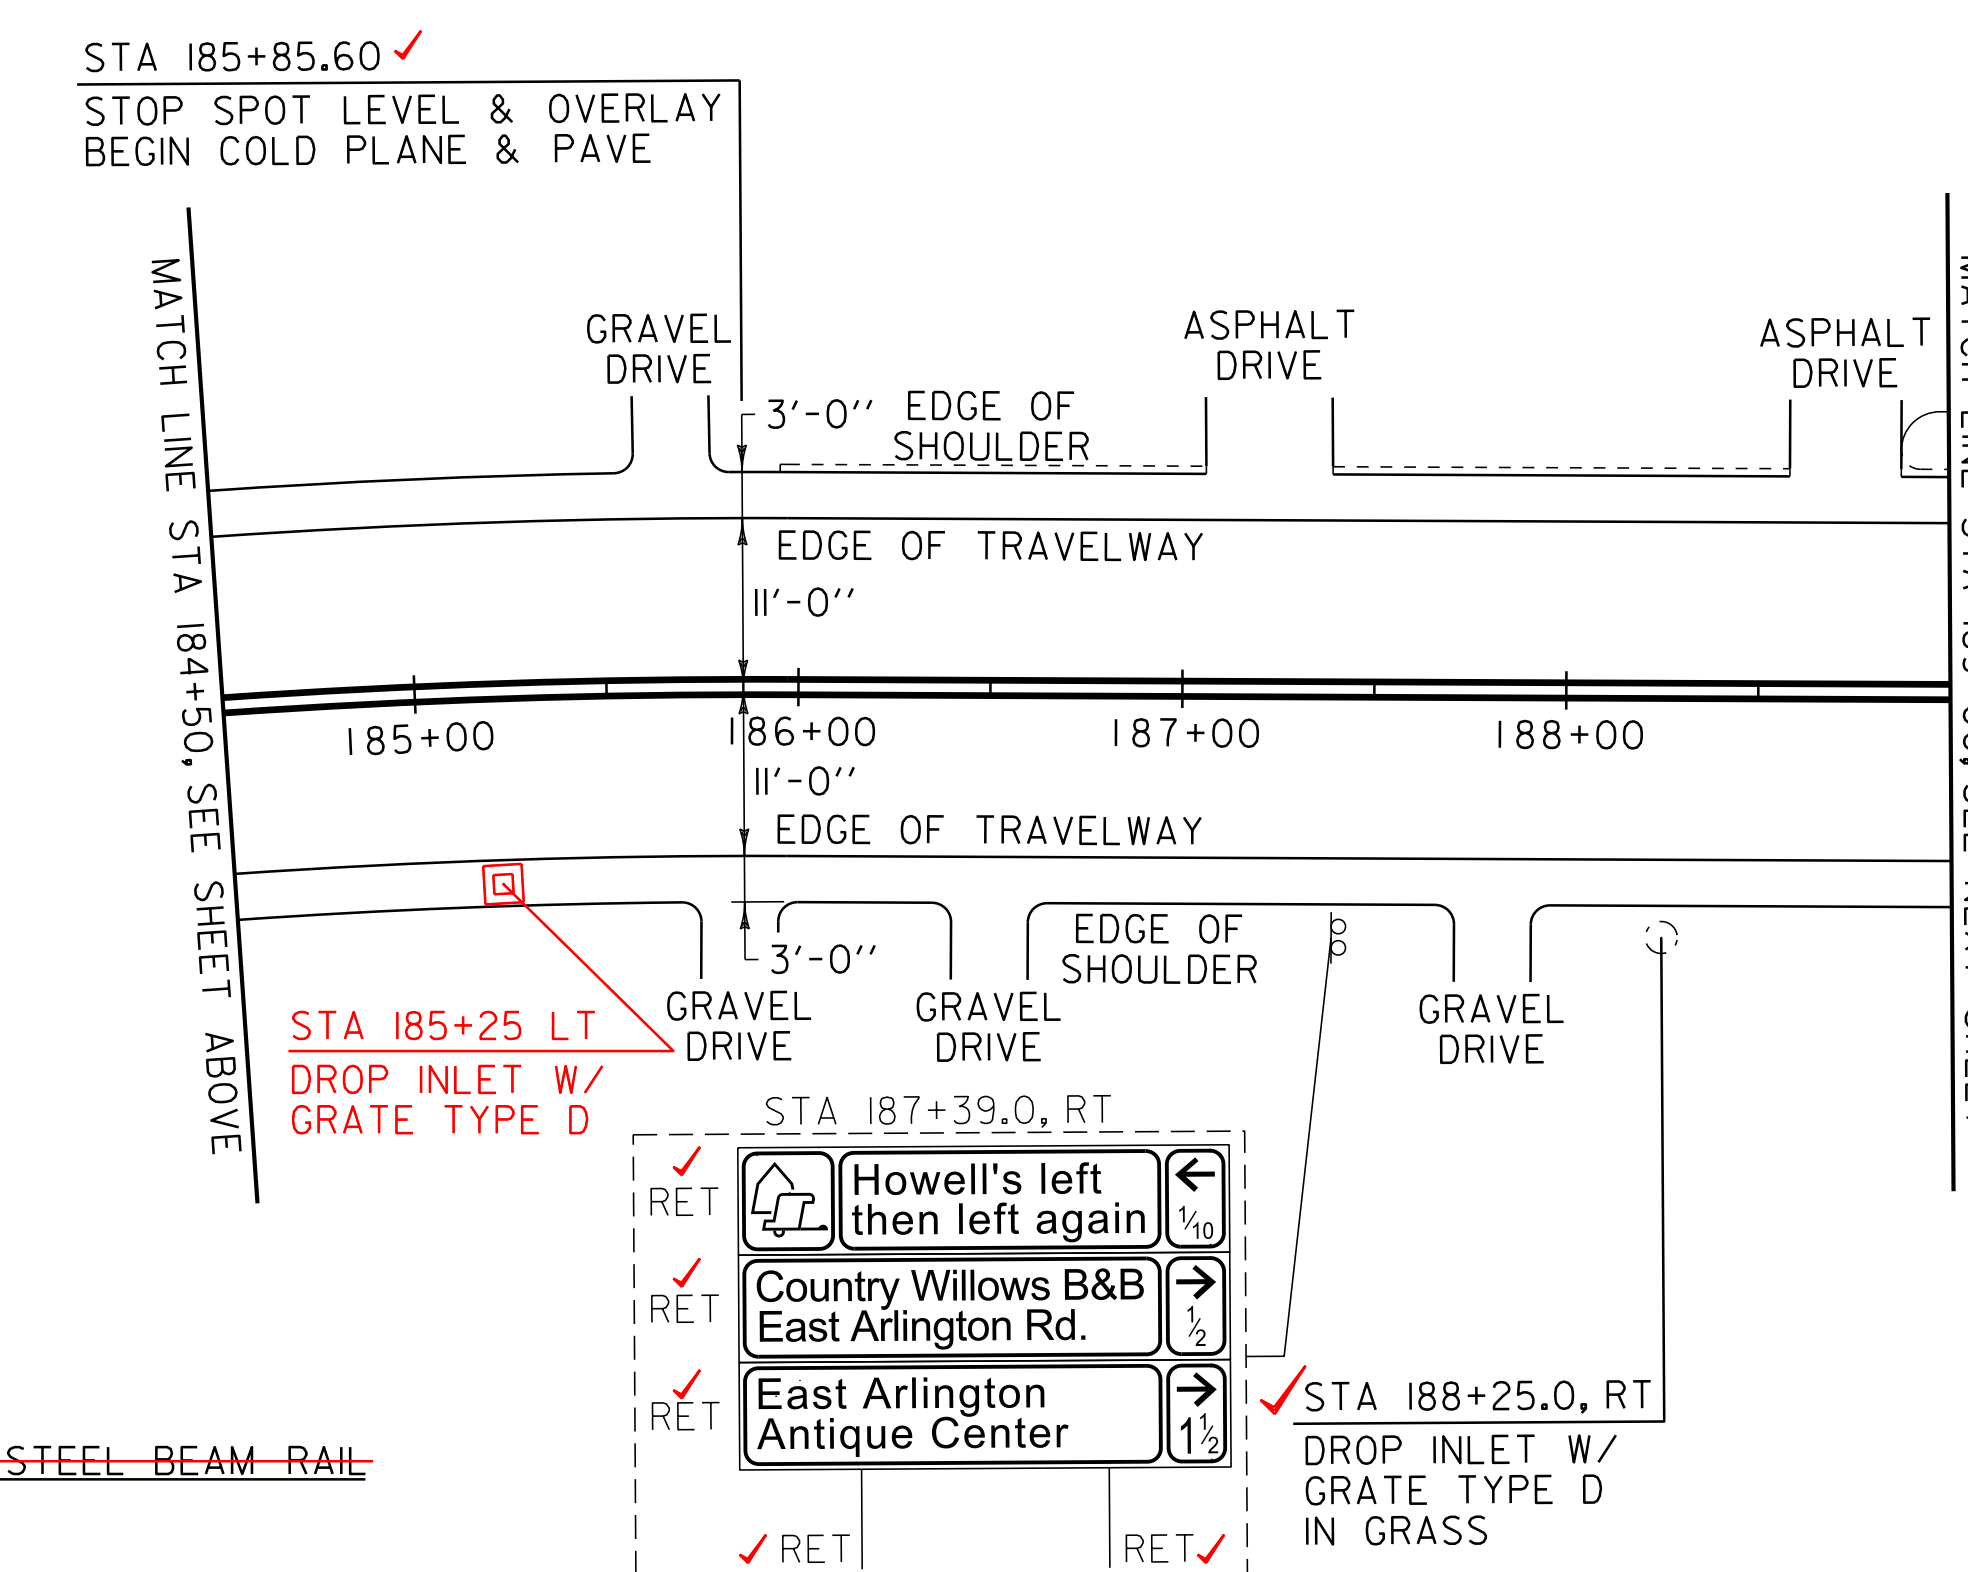 STA 185+85.60
STOP SPOT LEVEL & OVERLAY
BEGIN COLD PLANE & PAVE
MATCH LINE STA 184+50, SEE SHEET ABOVE
GRAVEL
DRIVE
3'-0"
EDGE OF
SHOULDER
ASPHALT
DRIVE
ASPHALT
DRIVE
EDGE OF TRAVELWAY
11'-0"
185+00
186+00
187+00
188+00
11'-0"
EDGE OF TRAVELWAY
3'-0"
EDGE OF
SHOULDER
GRAVEL
DRIVE
GRAVEL
DRIVE
GRAVEL
DRIVE
STA 185+25 LT
DROP INLET W/
GRATE TYPE D
STA 187+39.0, RT
RET
Howell's left
then left again
1/10
RET
Country Willows B&B
East Arlington Rd.
1/2
RET
East Arlington
Antique Center
1 1/2
RET
RET
STA 188+25.0, RT
DROP INLET W/
GRATE TYPE D
IN GRASS
STEEL BEAM RAIL
MATCH LINE STA